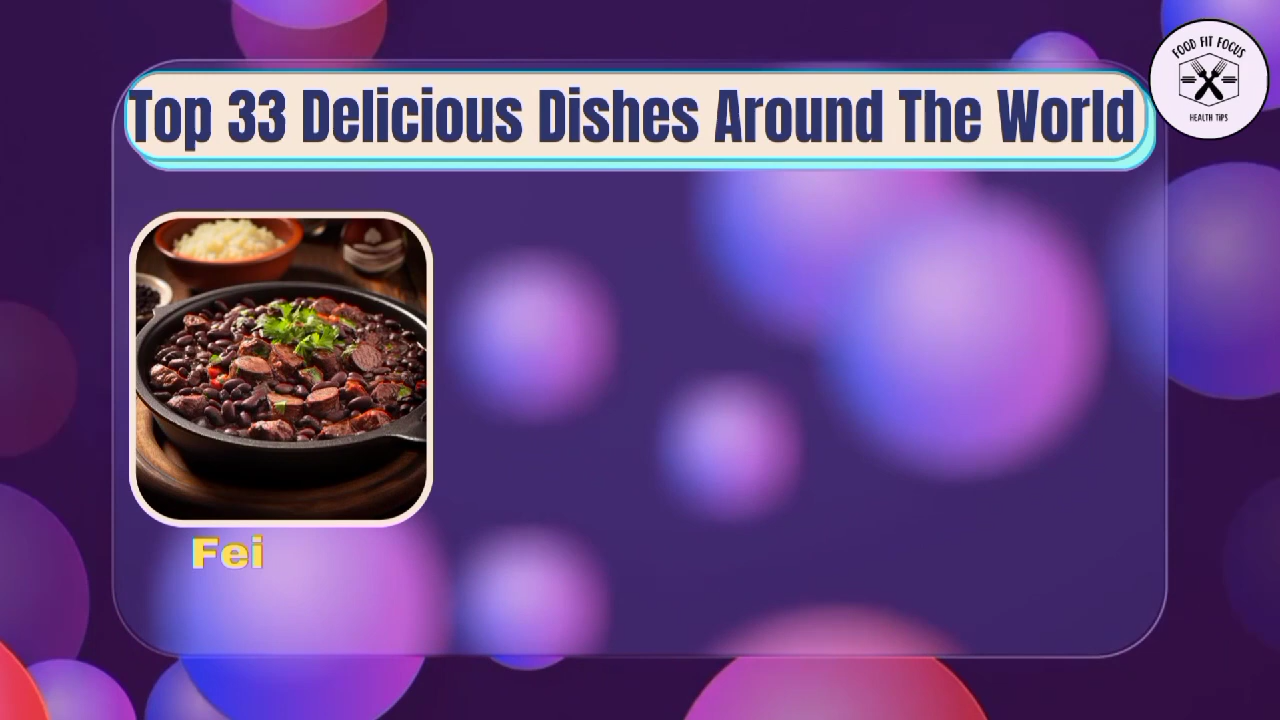 Top 33 Delicious Dishes Around The World
FOOD FIT FOCUS
HEALTH TIPS
Fei